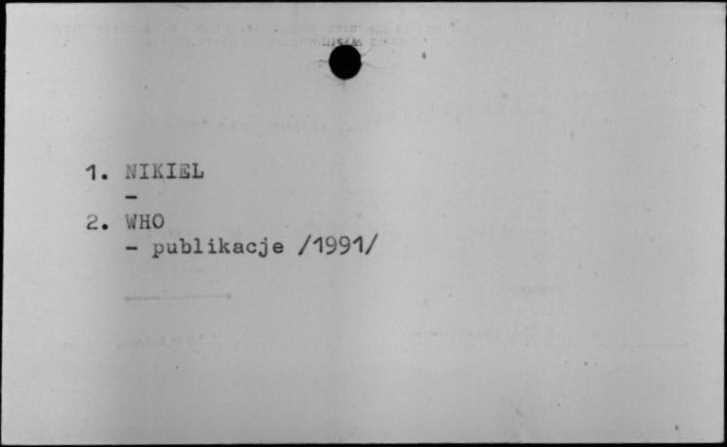 1. NIKIEL
-
2. WHO
- publikacje /1991/